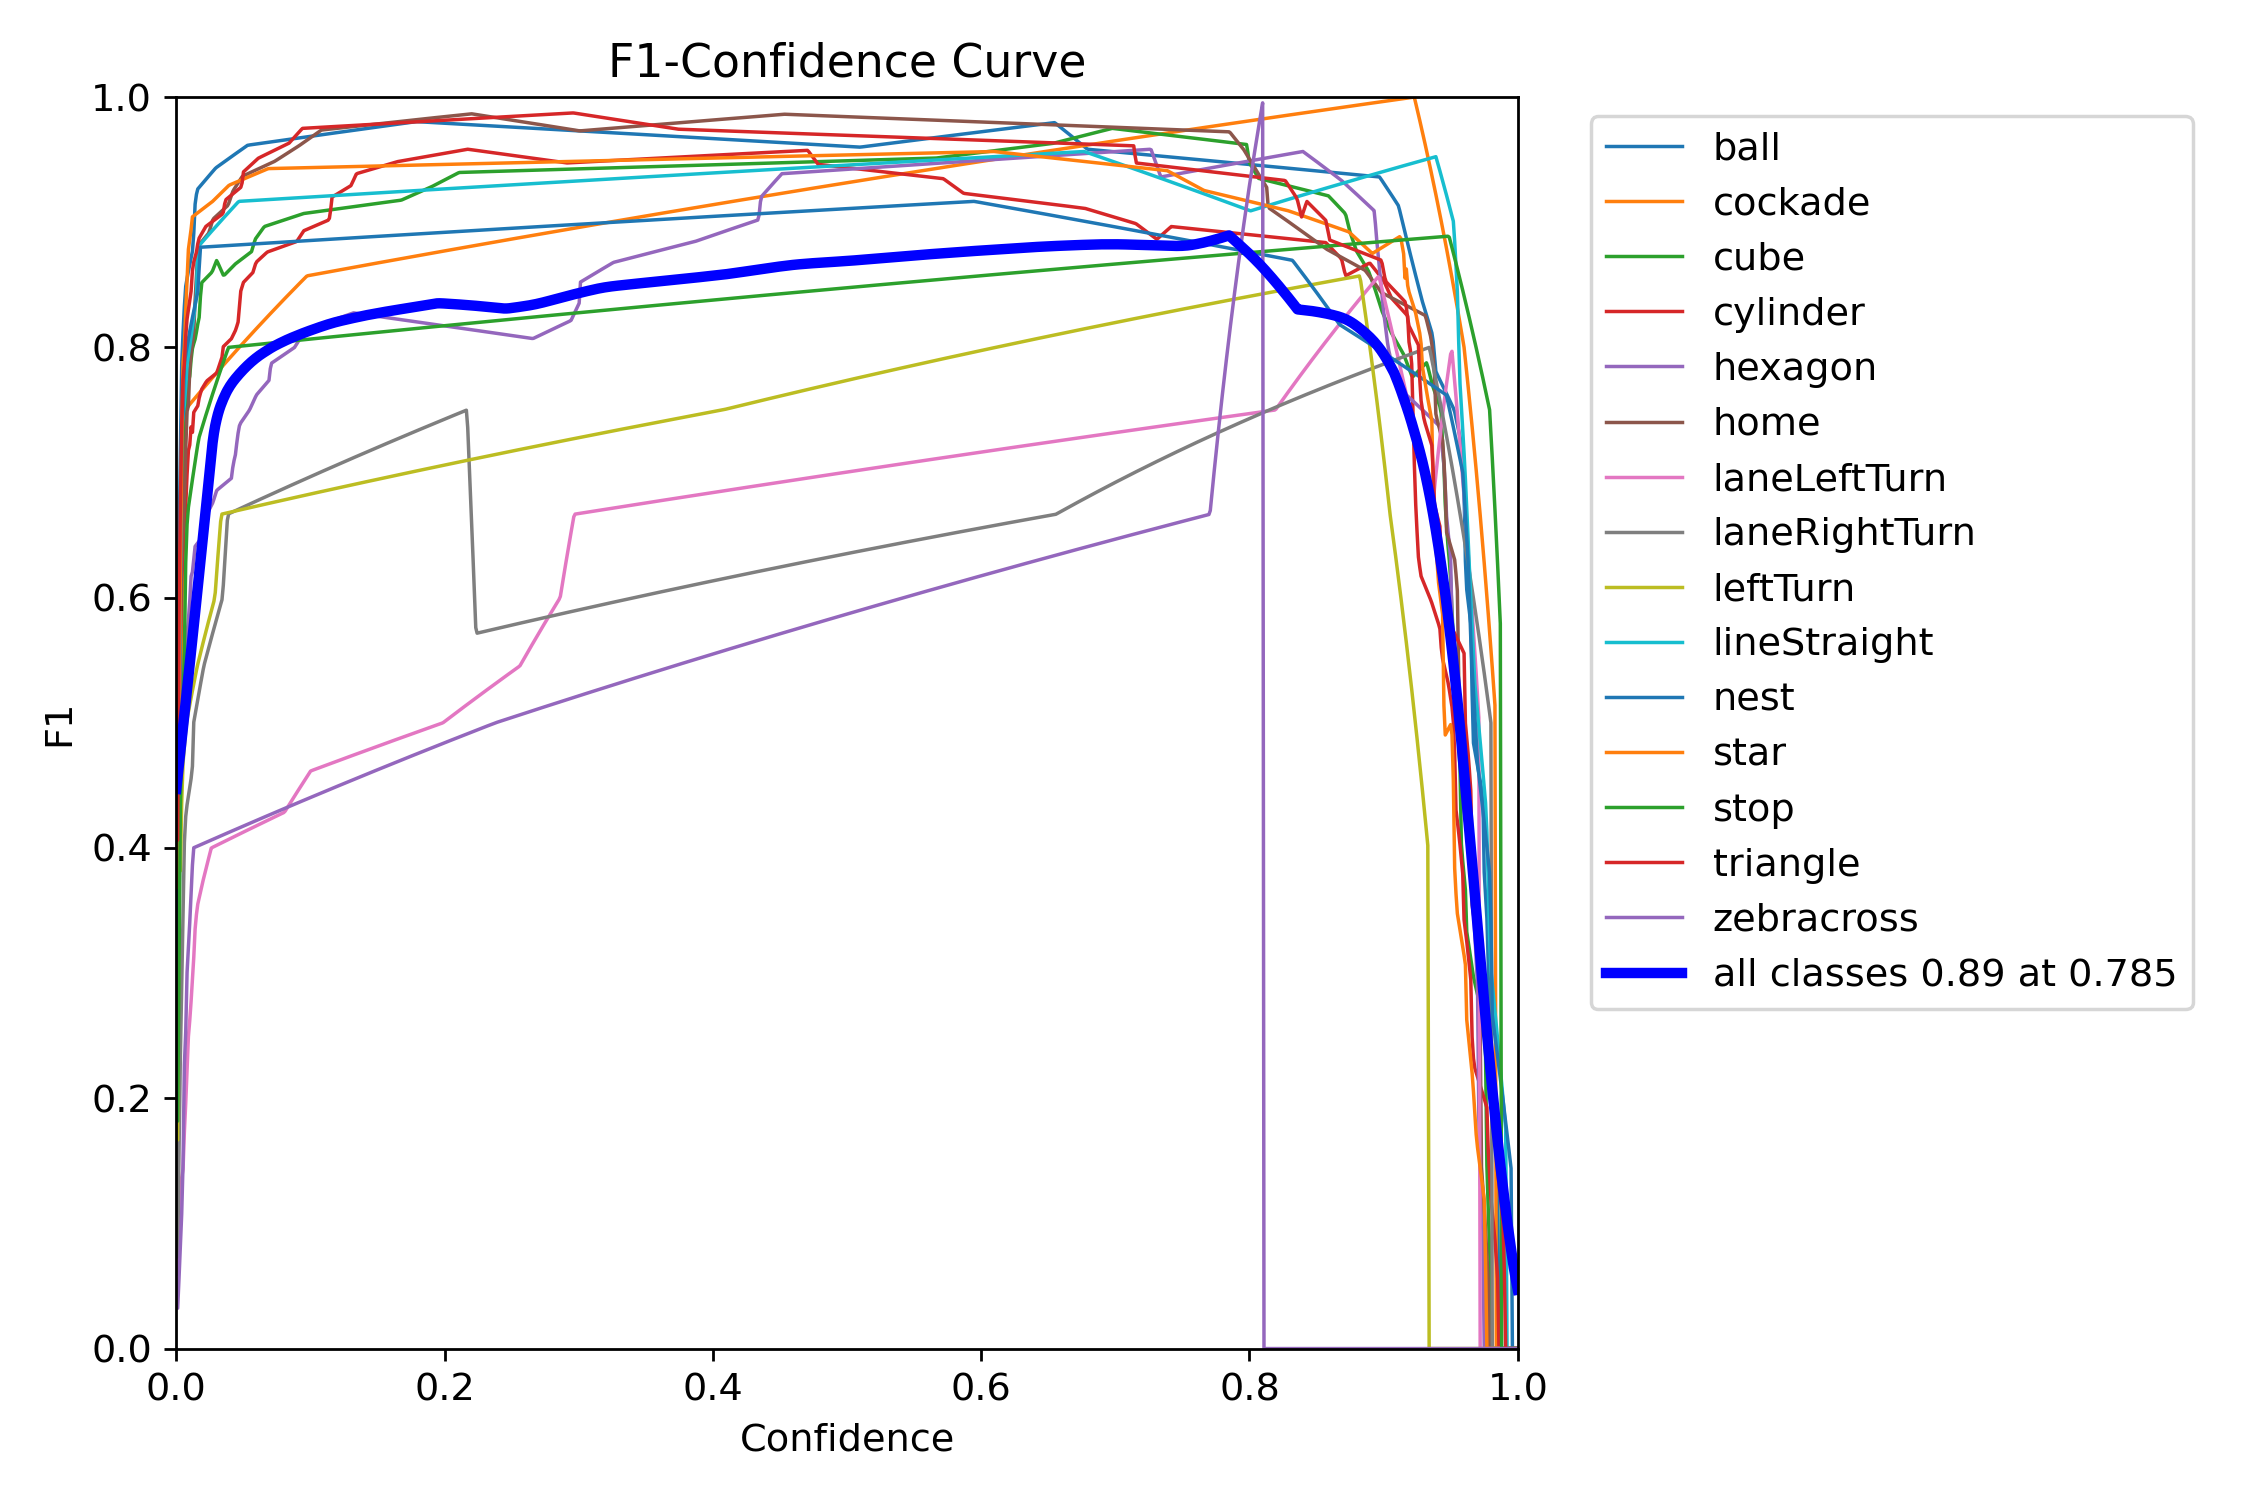 F1-Confidence Curve
1.0
0.8
0.6
0.4
0.2
0.0
F1
0.0 0.2 0.4 0.6 0.8 1.0
Confidence
ball
cockade
cube
cylinder
hexagon
home
laneLeftTurn
laneRightTurn
leftTurn
lineStraight
nest
star
stop
triangle
zebracross
all classes 0.89 at 0.785